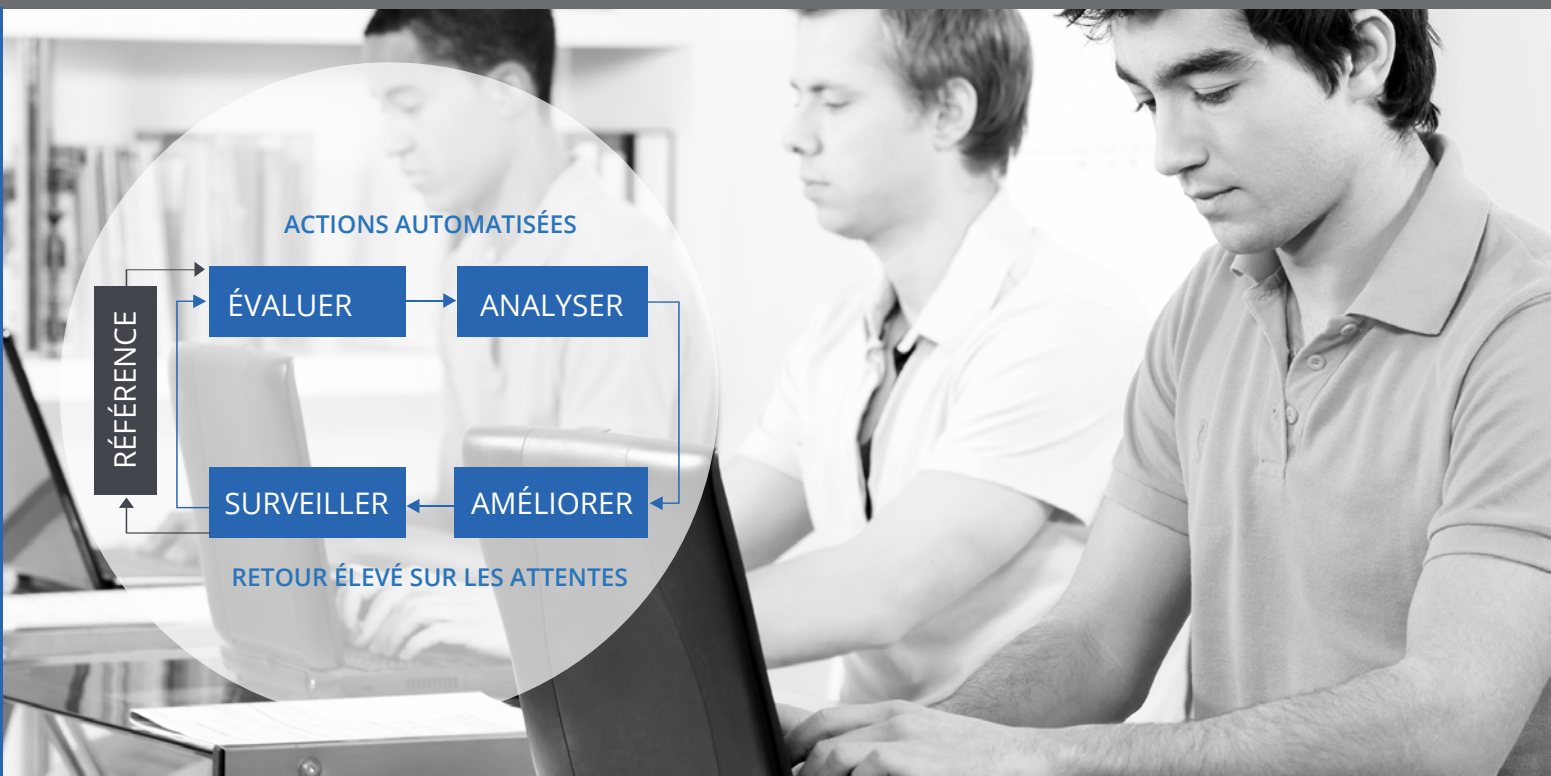 ACTIONS AUTOMATISÉES
ÉVALUER
ANALYSER
RÉFÉRENCE
SURVEILLER
AMÉLIORER
RETOUR ÉLEVÉ SUR LES ATTENTES